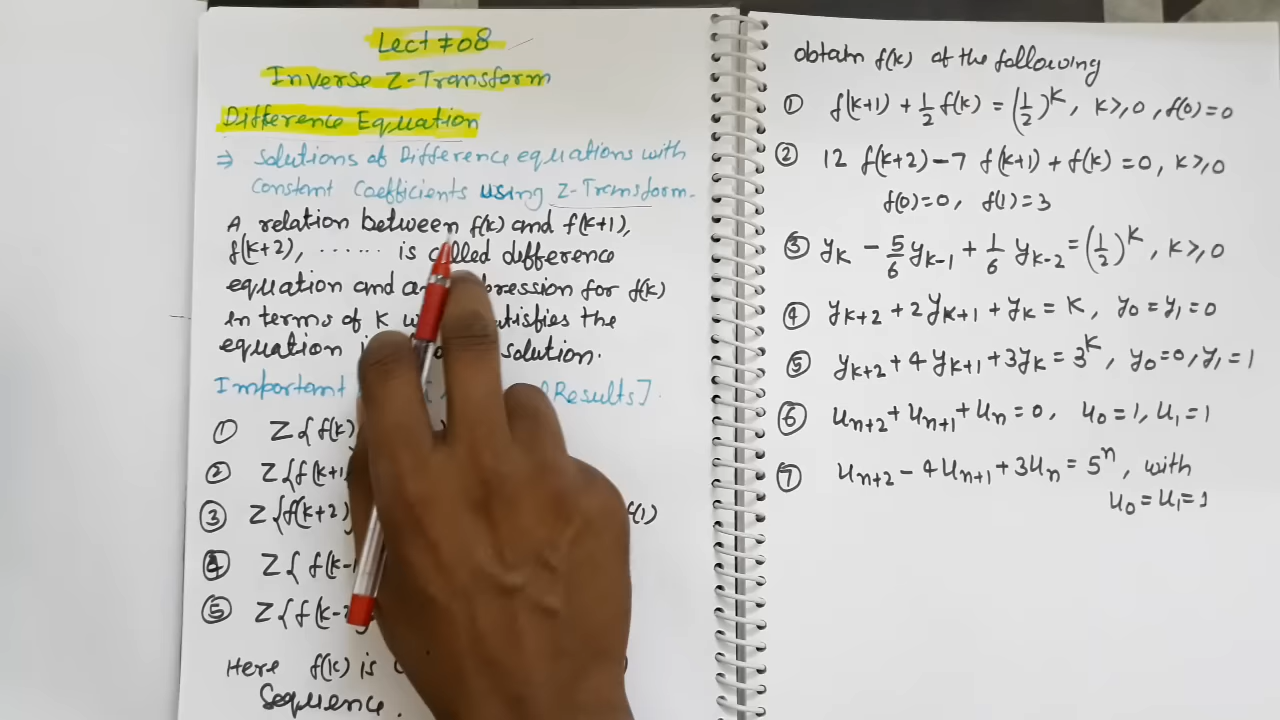 Lect #08
Inverse Z-Transform
Difference Equation
⇒ Solutions of Difference equations with
Constant Coefficients using Z-Transform.
A relation between f(k) and f(k+1),
f(k+2), ...... is called difference
equation and an expression for f(k)
in terms of k satisfies the
equation is solution.
Important Results]
① Z{f(k)
② Z{f(k+1
③ Z{f(k+2) f(1)
④ Z{f(k-
⑤ Z{f(k-2
Here f(k) is
Sequence.
obtain f(k) of the following
① f(k+1) + 1/2 f(k) = (1/2)^k, k≥0, f(0)=0
② 12 f(k+2) - 7 f(k+1) + f(k) = 0, k≥0
f(0)=0, f(1)=3
③ y_k - 5/6 y_{k-1} + 1/6 y_{k-2} = (1/2)^k, k≥0
④ y_{k+2} + 2y_{k+1} + y_k = k, y_0 = y_1 = 0
⑤ y_{k+2} + 4y_{k+1} + 3y_k = 3^k, y_0=0, y_1=1
⑥ u_{n+2} + u_{n+1} + u_n = 0, u_0=1, u_1=1
⑦ u_{n+2} - 4u_{n+1} + 3u_n = 5^n, with
u_0 = u_1 = 1